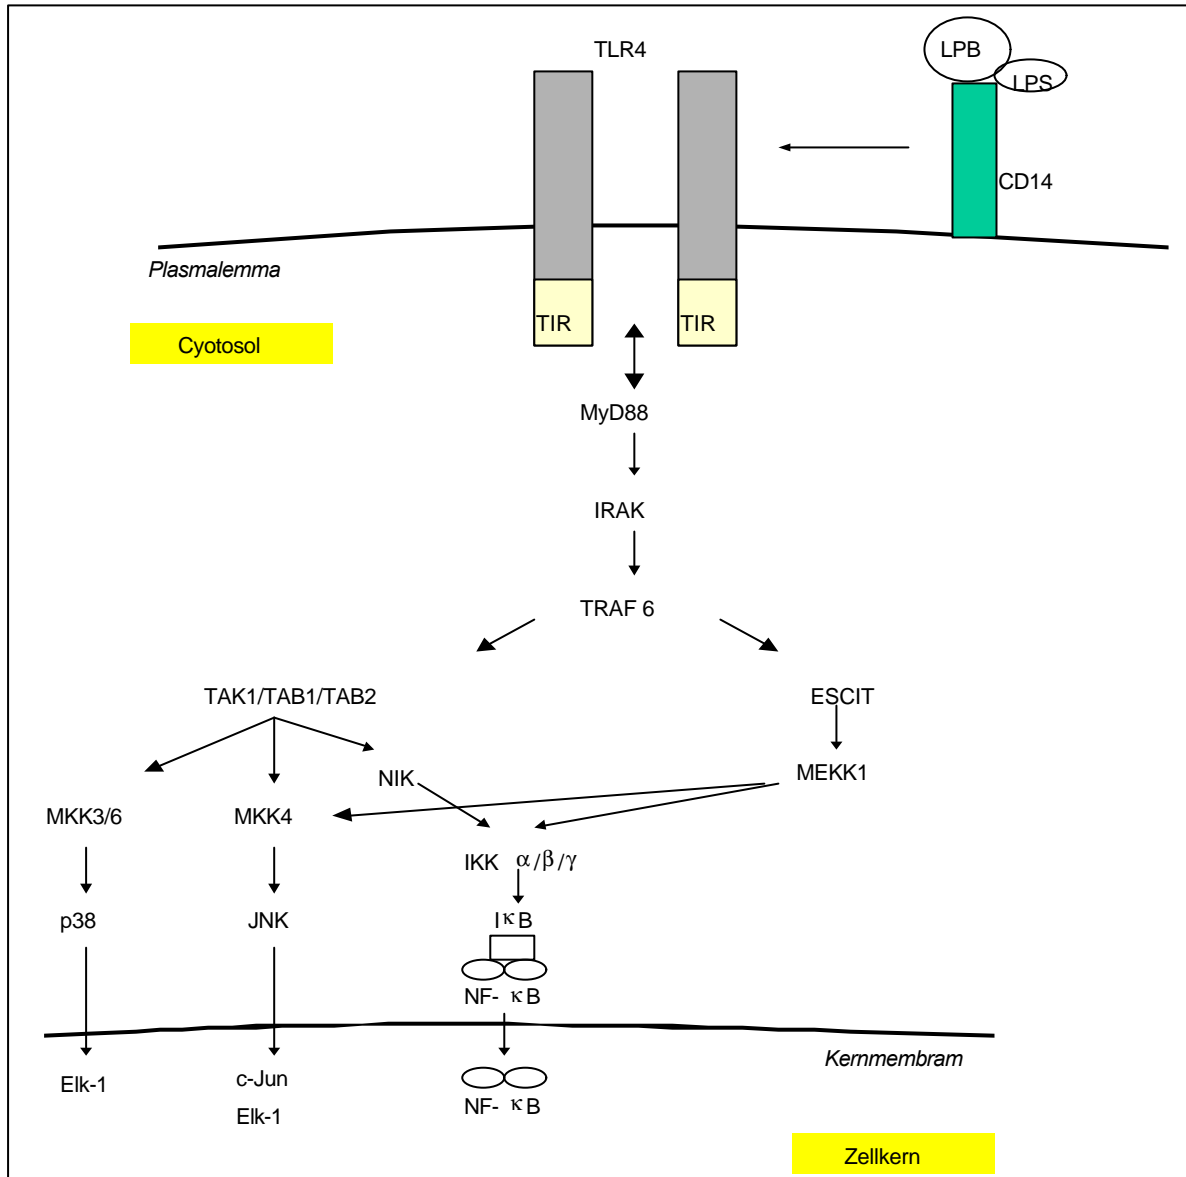 TLR4
LPB
LPS
CD14
Plasmalemma
TIR
TIR
Cyotosol
MyD88
IRAK
TRAF 6
TAK1/TAB1/TAB2
ESCIT
NIK
MEKK1
MKK3/6
MKK4
IKK α/β/γ
p38
JNK
IκB
NF- κB
Kernmembram
Elk-1
c-Jun
Elk-1
NF- κB
Zellkern